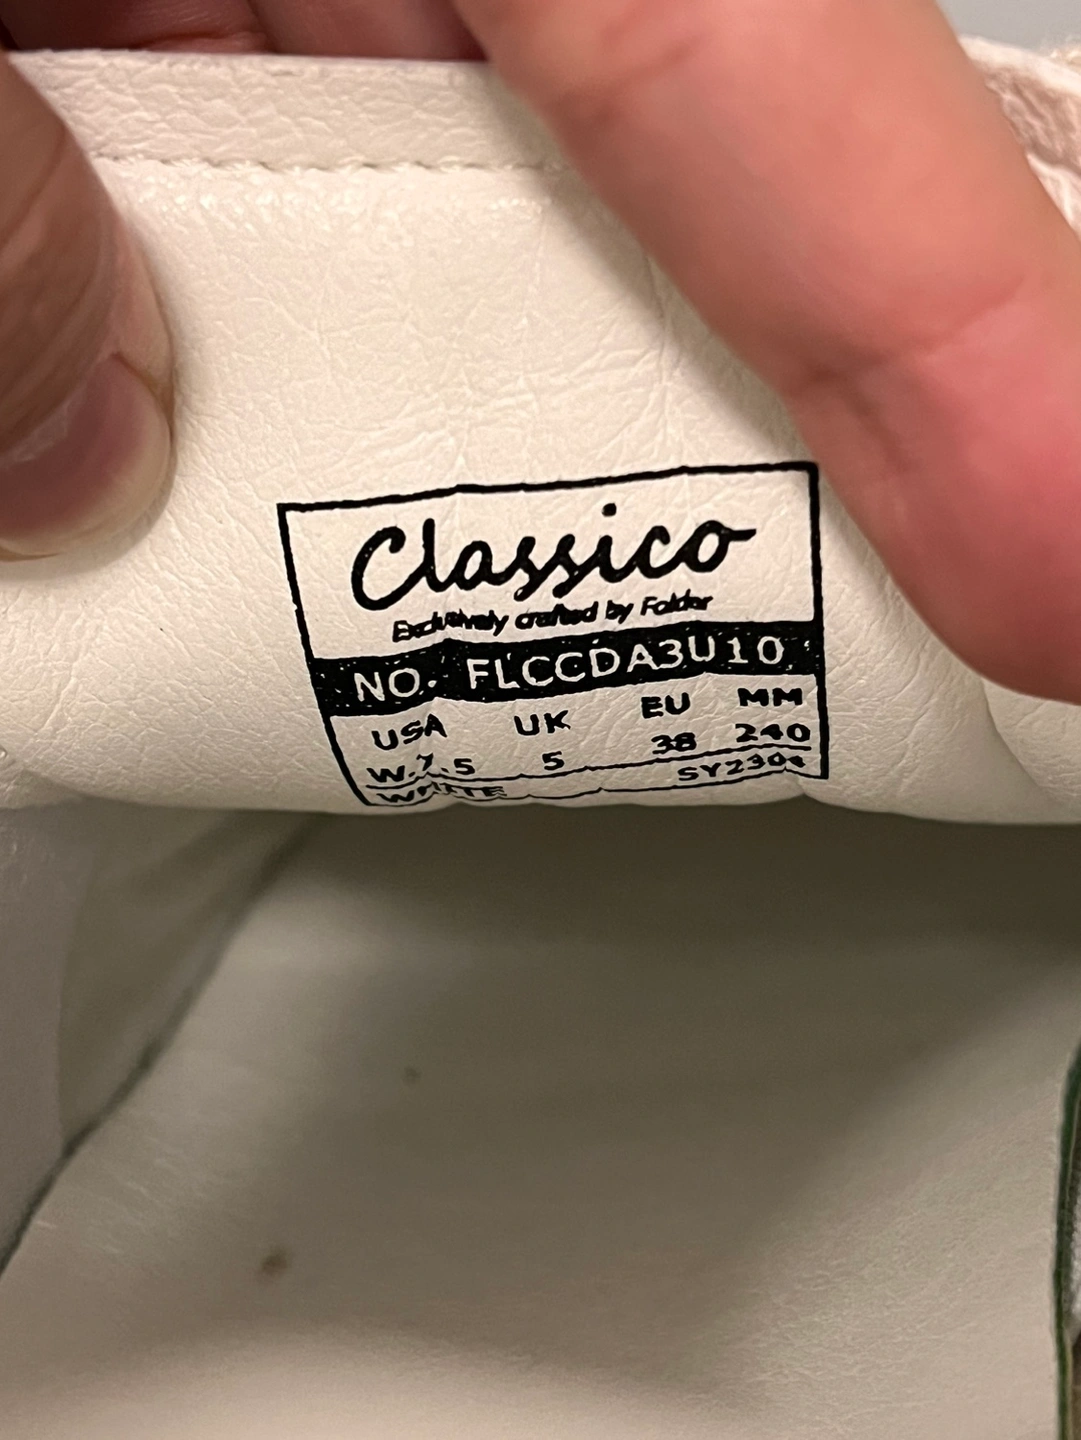 Classico
Exclusively crafted by Folder
NO. FLCCDA3U10
USA UK EU MM
W.7.5 5 38 240
WHITE SY2304